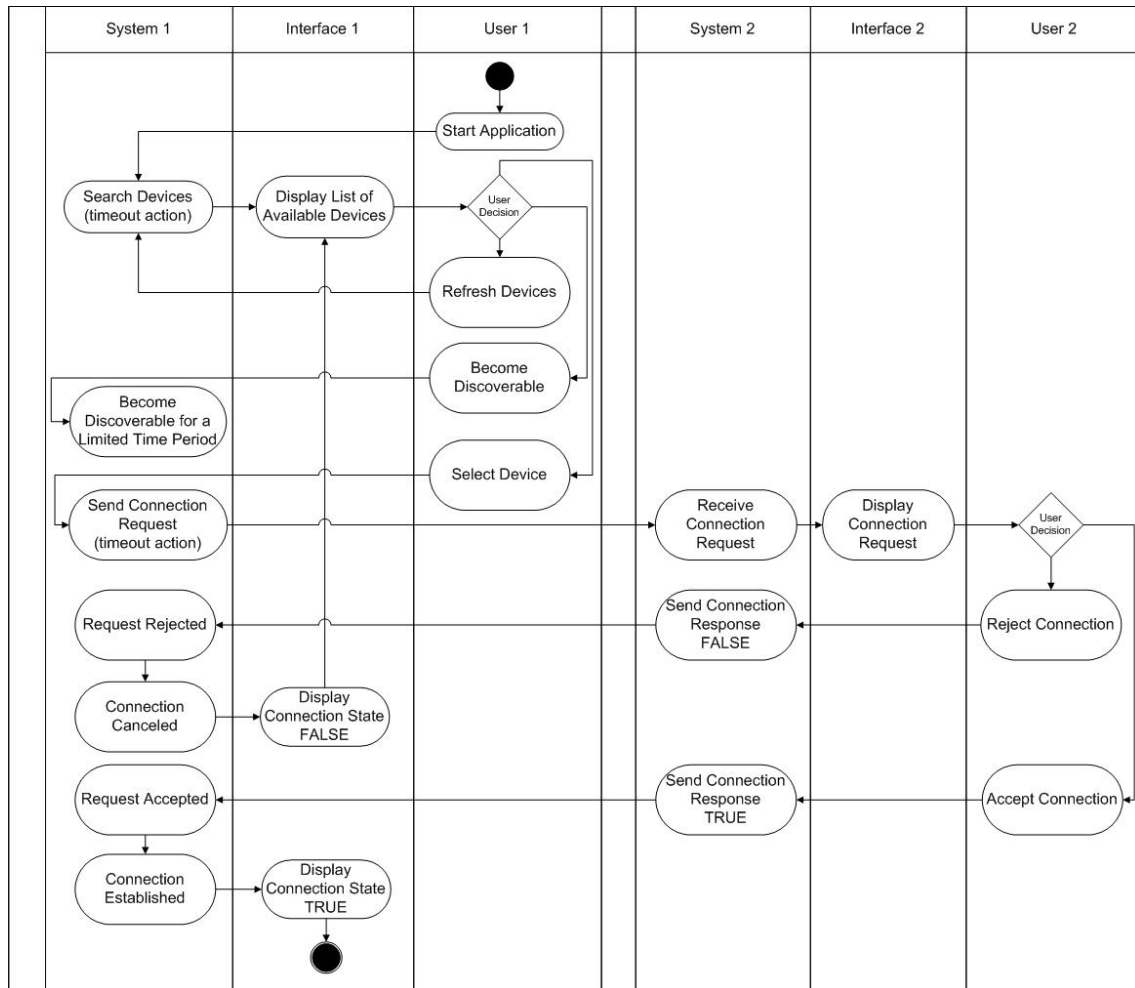 System 1
Interface 1
User 1
System 2
Interface 2
User 2
Start Application
Search Devices
(timeout action)
Display List of
Available Devices
User
Decision
Refresh Devices
Become
Discoverable
Become
Discoverable for a
Limited Time Period
Select Device
Send Connection
Request
(timeout action)
Receive
Connection
Request
Display
Connection
Request
User
Decision
Request Rejected
Send Connection
Response
FALSE
Reject Connection
Connection
Canceled
Display
Connection State
FALSE
Request Accepted
Send Connection
Response
TRUE
Accept Connection
Connection
Established
Display
Connection State
TRUE